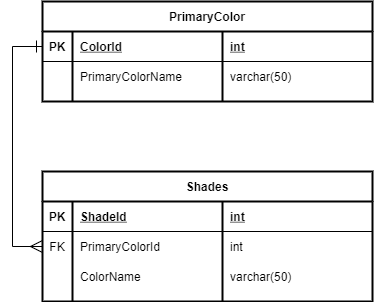 PrimaryColor
PK ColorId int
PrimaryColorName varchar(50)
Shades
PK ShadeId int
FK PrimaryColorId int
ColorName varchar(50)